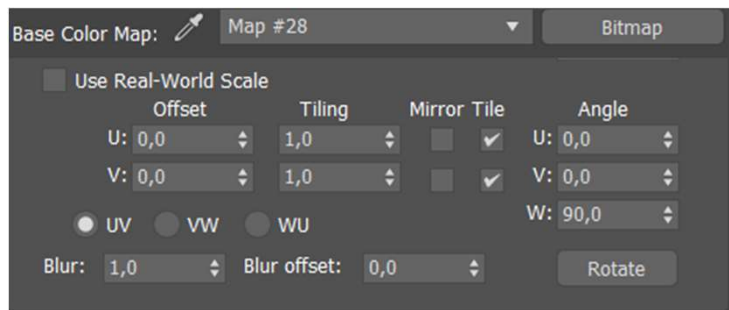 Base Color Map: Map #28 Bitmap
Use Real-World Scale
Offset Tiling Mirror Tile Angle
U: 0,0 1,0 U: 0,0
V: 0,0 1,0 V: 0,0
W: 90,0
UV VW WU
Blur: 1,0 Blur offset: 0,0 Rotate